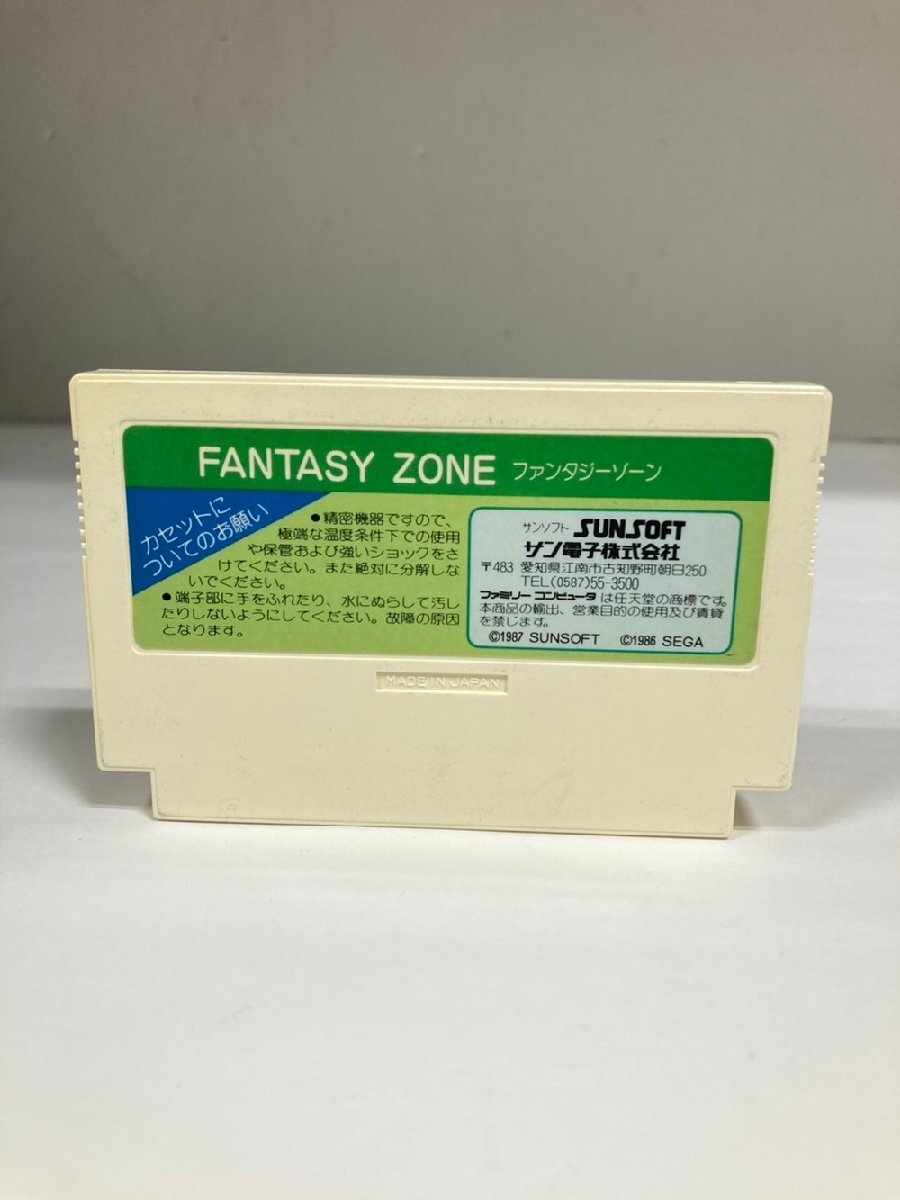 FANTASY ZONE ファンタジーゾーン
カセットに
ついてのお願い
●精密機器ですので、
極端な温度条件下での使用
や保管および強いショックをさ
けてください。また絶対に分解しな
いでください。
●端子部に手をふれたり、水にぬらして汚し
たりしないようにしてください。故障の原因
となります。
サンソフト SUNSOFT
サン電子株式会社
〒483 愛知県江南市古知野町朝日250
TEL(0587)55-3500
ファミリー コンピュータは任天堂の商標です。
本商品の輸出、営業目的の使用及び賃貸
を禁じます。
©1987 SUNSOFT ©1986 SEGA
MADE IN JAPAN